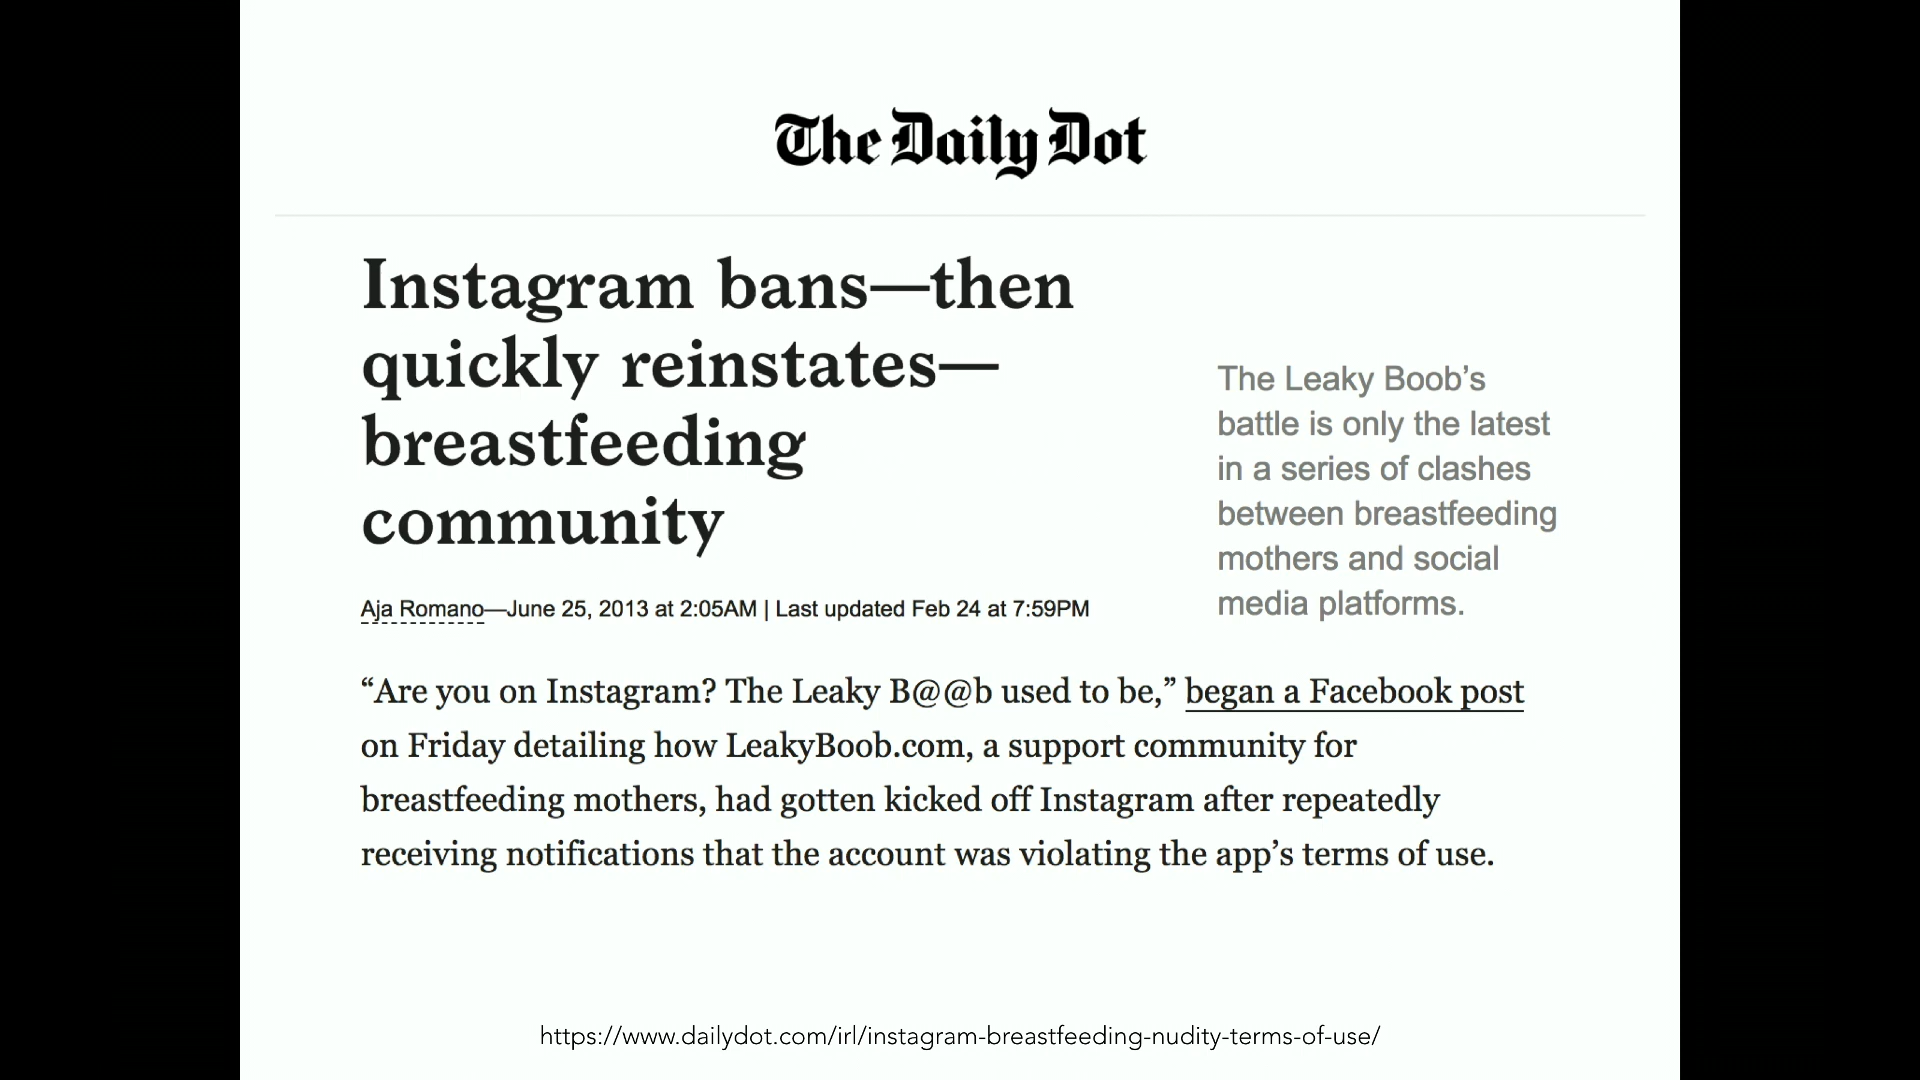 The Daily Dot
Instagram bans—then
quickly reinstates—
breastfeeding
community
Aja Romano—June 25, 2013 at 2:05AM | Last updated Feb 24 at 7:59PM
The Leaky Boob’s
battle is only the latest
in a series of clashes
between breastfeeding
mothers and social
media platforms.
“Are you on Instagram? The Leaky B@@b used to be,” began a Facebook post
on Friday detailing how LeakyBoob.com, a support community for
breastfeeding mothers, had gotten kicked off Instagram after repeatedly
receiving notifications that the account was violating the app’s terms of use.
https://www.dailydot.com/irl/instagram-breastfeeding-nudity-terms-of-use/